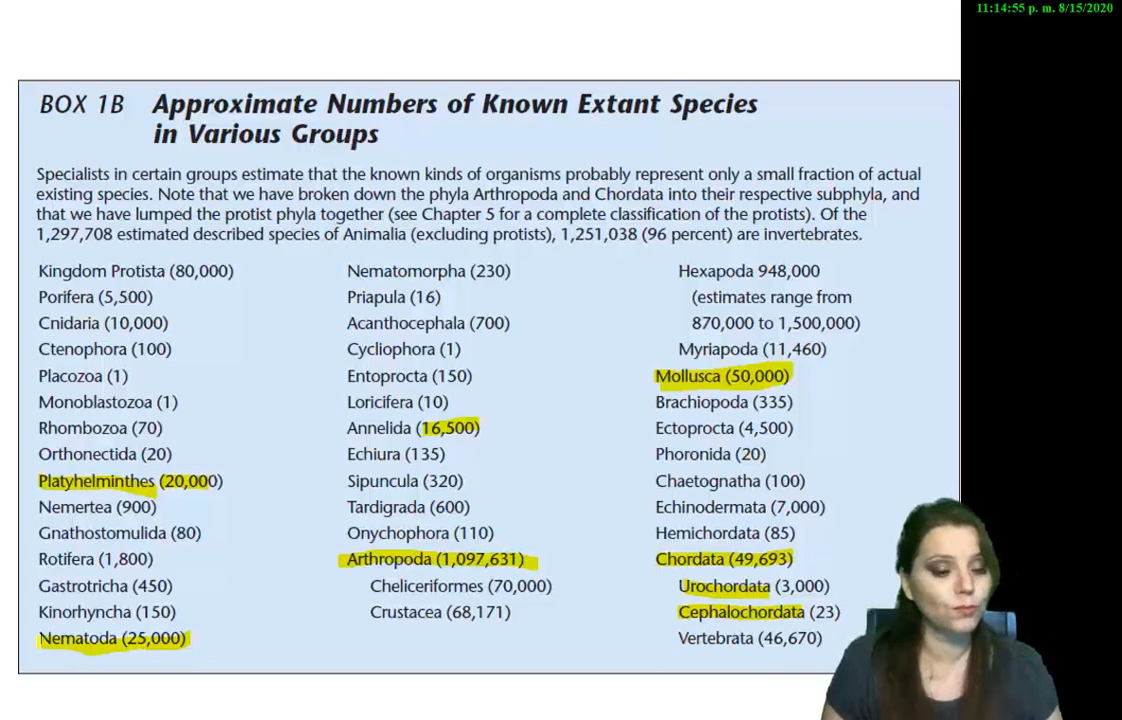 11:14:55 p. m. 8/15/2020
BOX 1B Approximate Numbers of Known Extant Species
in Various Groups
Specialists in certain groups estimate that the known kinds of organisms probably represent only a small fraction of actual
existing species. Note that we have broken down the phyla Arthropoda and Chordata into their respective subphyla, and
that we have lumped the protist phyla together (see Chapter 5 for a complete classification of the protists). Of the
1,297,708 estimated described species of Animalia (excluding protists), 1,251,038 (96 percent) are invertebrates.
Kingdom Protista (80,000)
Porifera (5,500)
Cnidaria (10,000)
Ctenophora (100)
Placozoa (1)
Monoblastozoa (1)
Rhombozoa (70)
Orthonectida (20)
Platyhelminthes (20,000)
Nemertea (900)
Gnathostomulida (80)
Rotifera (1,800)
Gastrotricha (450)
Kinorhyncha (150)
Nematoda (25,000)
Nematomorpha (230)
Priapula (16)
Acanthocephala (700)
Cycliophora (1)
Entoprocta (150)
Loricifera (10)
Annelida (16,500)
Echiura (135)
Sipuncula (320)
Tardigrada (600)
Onychophora (110)
Arthropoda (1,097,631)
Cheliceriformes (70,000)
Crustacea (68,171)
Hexapoda 948,000
(estimates range from
870,000 to 1,500,000)
Myriapoda (11,460)
Mollusca (50,000)
Brachiopoda (335)
Ectoprocta (4,500)
Phoronida (20)
Chaetognatha (100)
Echinodermata (7,000)
Hemichordata (85)
Chordata (49,693)
Urochordata (3,000)
Cephalochordata (23)
Vertebrata (46,670)